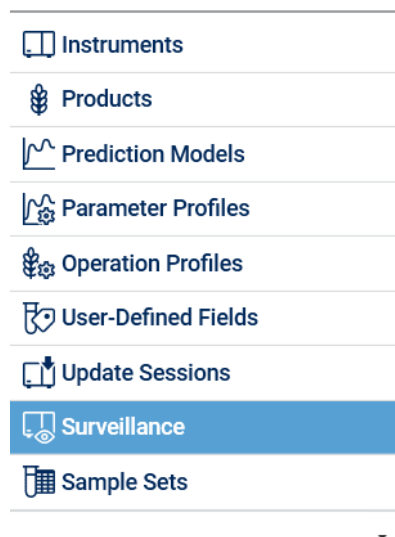 Instruments
Products
Prediction Models
Parameter Profiles
Operation Profiles
User-Defined Fields
Update Sessions
Surveillance
Sample Sets